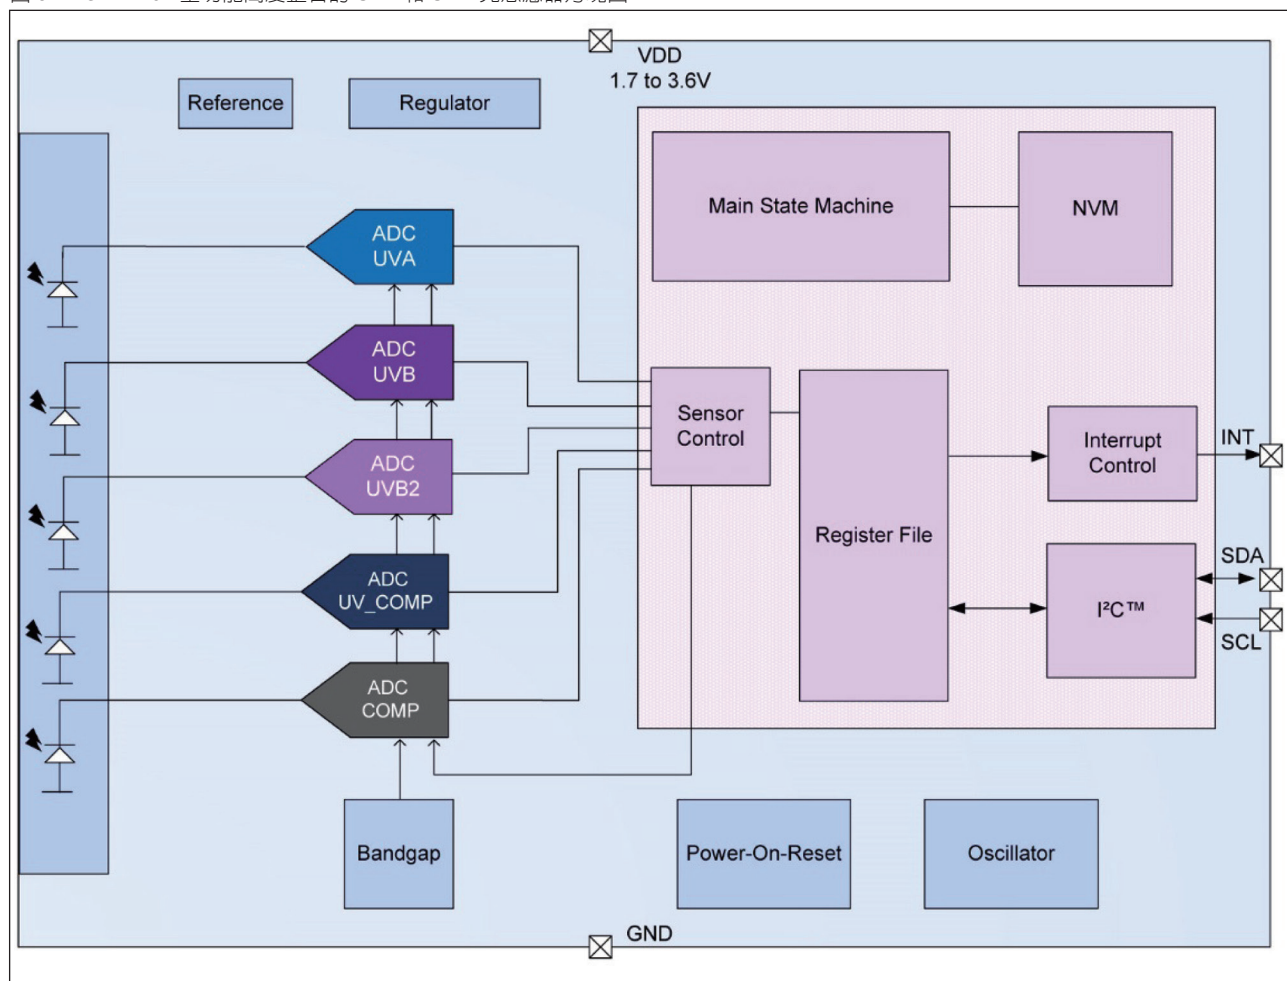 VDD
1.7 to 3.6V
Reference
Regulator
Main State Machine
NVM
ADC
UVA
ADC
UVB
ADC
UVB2
ADC
UV_COMP
ADC
COMP
Sensor
Control
Register File
Interrupt
Control
I²C™
INT
SDA
SCL
Bandgap
Power-On-Reset
Oscillator
GND